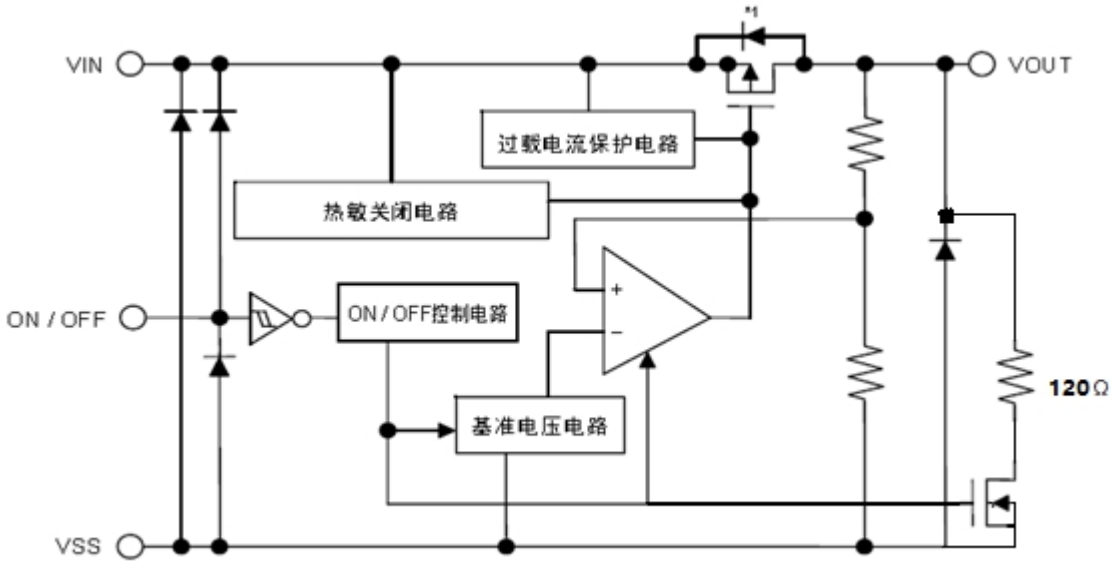 *1
VIN
VOUT
过载电流保护电路
热敏关闭电路
ON / OFF
ON / OFF控制电路
+
−
120Ω
基准电压电路
VSS